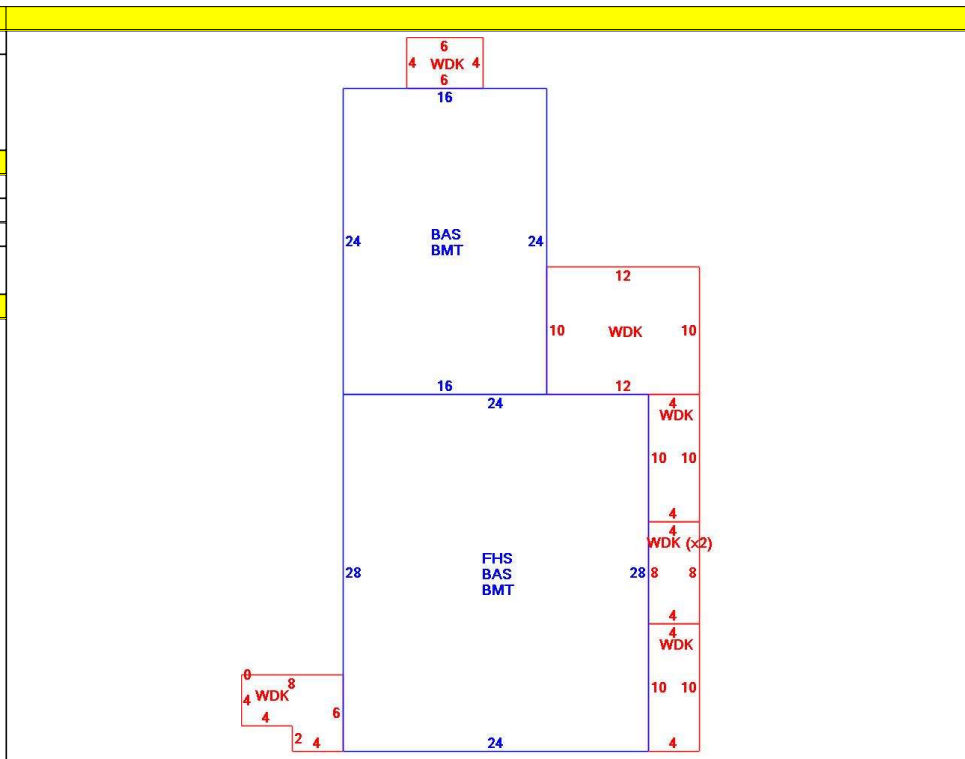 6
4 WDK 4
6
16
24 BAS 24
BMT
12
10 WDK 10
16 12
24 4
WDK
10 10
4
4
WDK (x2)
FHS
28 BAS 28 8 8
BMT
4
4
WDK
0 8
4 WDK 10 10
4 6
2 4 24 4